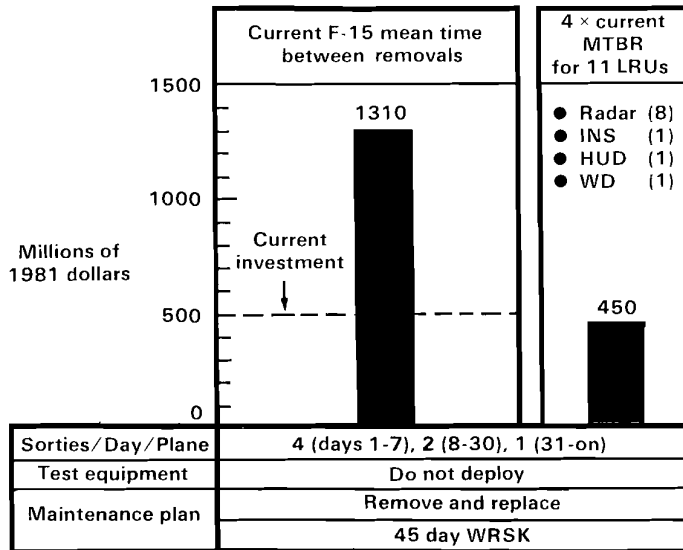 Current F-15 mean time
between removals
4 × current
MTBR
for 11 LRUs
1500
1310
● Radar (8)
● INS (1)
● HUD (1)
● WD (1)
1000
Millions of
1981 dollars
Current
investment
500
450
0
Sorties/Day/Plane
4 (days 1-7), 2 (8-30), 1 (31-on)
Test equipment
Do not deploy
Maintenance plan
Remove and replace
45 day WRSK